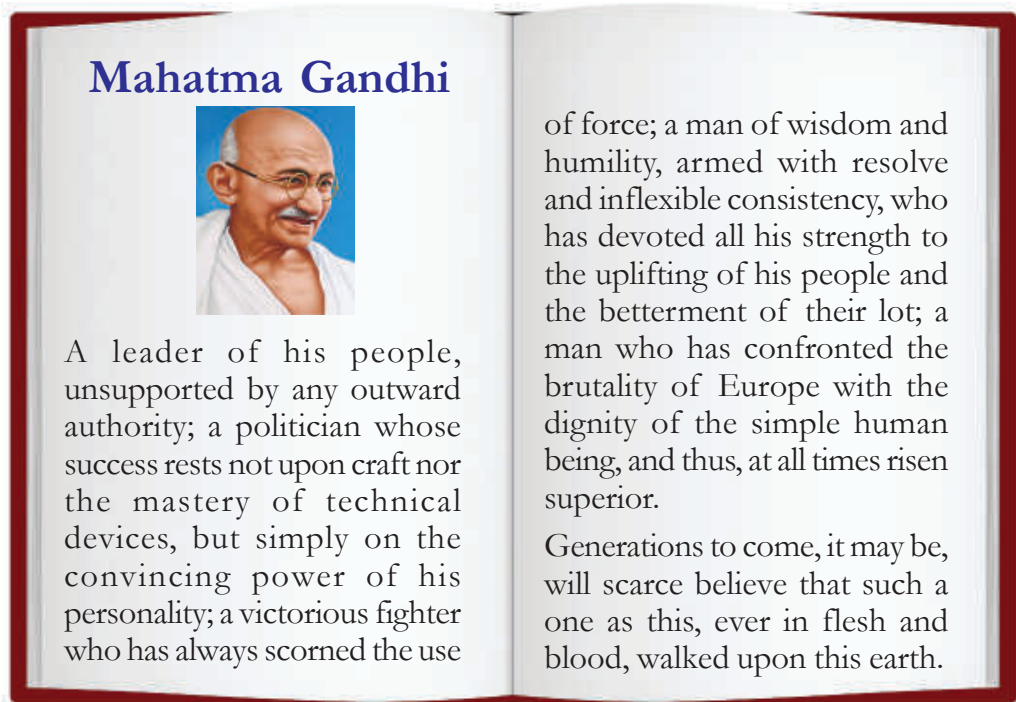 Mahatma Gandhi
A leader of his people,
unsupported by any outward
authority; a politician whose
success rests not upon craft nor
the mastery of technical
devices, but simply on the
convincing power of his
personality; a victorious fighter
who has always scorned the use
of force; a man of wisdom and
humility, armed with resolve
and inflexible consistency, who
has devoted all his strength to
the uplifting of his people and
the betterment of their lot; a
man who has confronted the
brutality of Europe with the
dignity of the simple human
being, and thus, at all times risen
superior.
Generations to come, it may be,
will scarce believe that such a
one as this, ever in flesh and
blood, walked upon this earth.